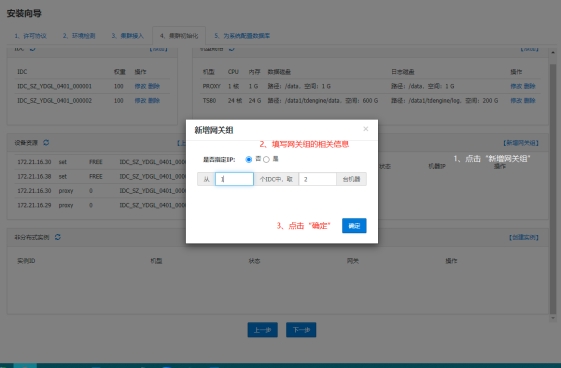 安装向导
1、许可协议 2、环境检测 3、集群接入 4、集群初始化 5、为系统配置数据库
IDC 权重 操作
IDC_SZ_YDGL_0401_000001 100 修改 删除
IDC_SZ_YDGL_0401_000002 100 修改 删除
机型 CPU 内存 数据磁盘 日志磁盘 操作
PROXY 1 核 1 G 路径：/data、空间：1 G 路径：/data、空间：1 G 修改 删除
TS80 24 核 24 G 路径：/data1/tdengine/data、空间：600 G 路径：/data1/tdengine/log、空间：200 G 修改 删除
设备资源 【上
172.21.16.30 set FREE IDC_SZ_YDGL_0401_000
172.21.16.38 set FREE IDC_SZ_YDGL_0401_000
172.21.16.30 proxy 0 IDC_SZ_YDGL_0401_000
172.21.16.29 proxy 0 IDC_SZ_YDGL_0401_000
【新增网关组】
状态 机器IP 操作
1、点击“新增网关组”
新增网关组 ×
2、填写网关组的相关信息
是否指定IP: 否 是
从 1 个IDC中、取 2 台机器
3、点击“确定” 确定
非分布式实例 【创建实例】
实例ID 机型 状态 网关 操作
上一步 下一步